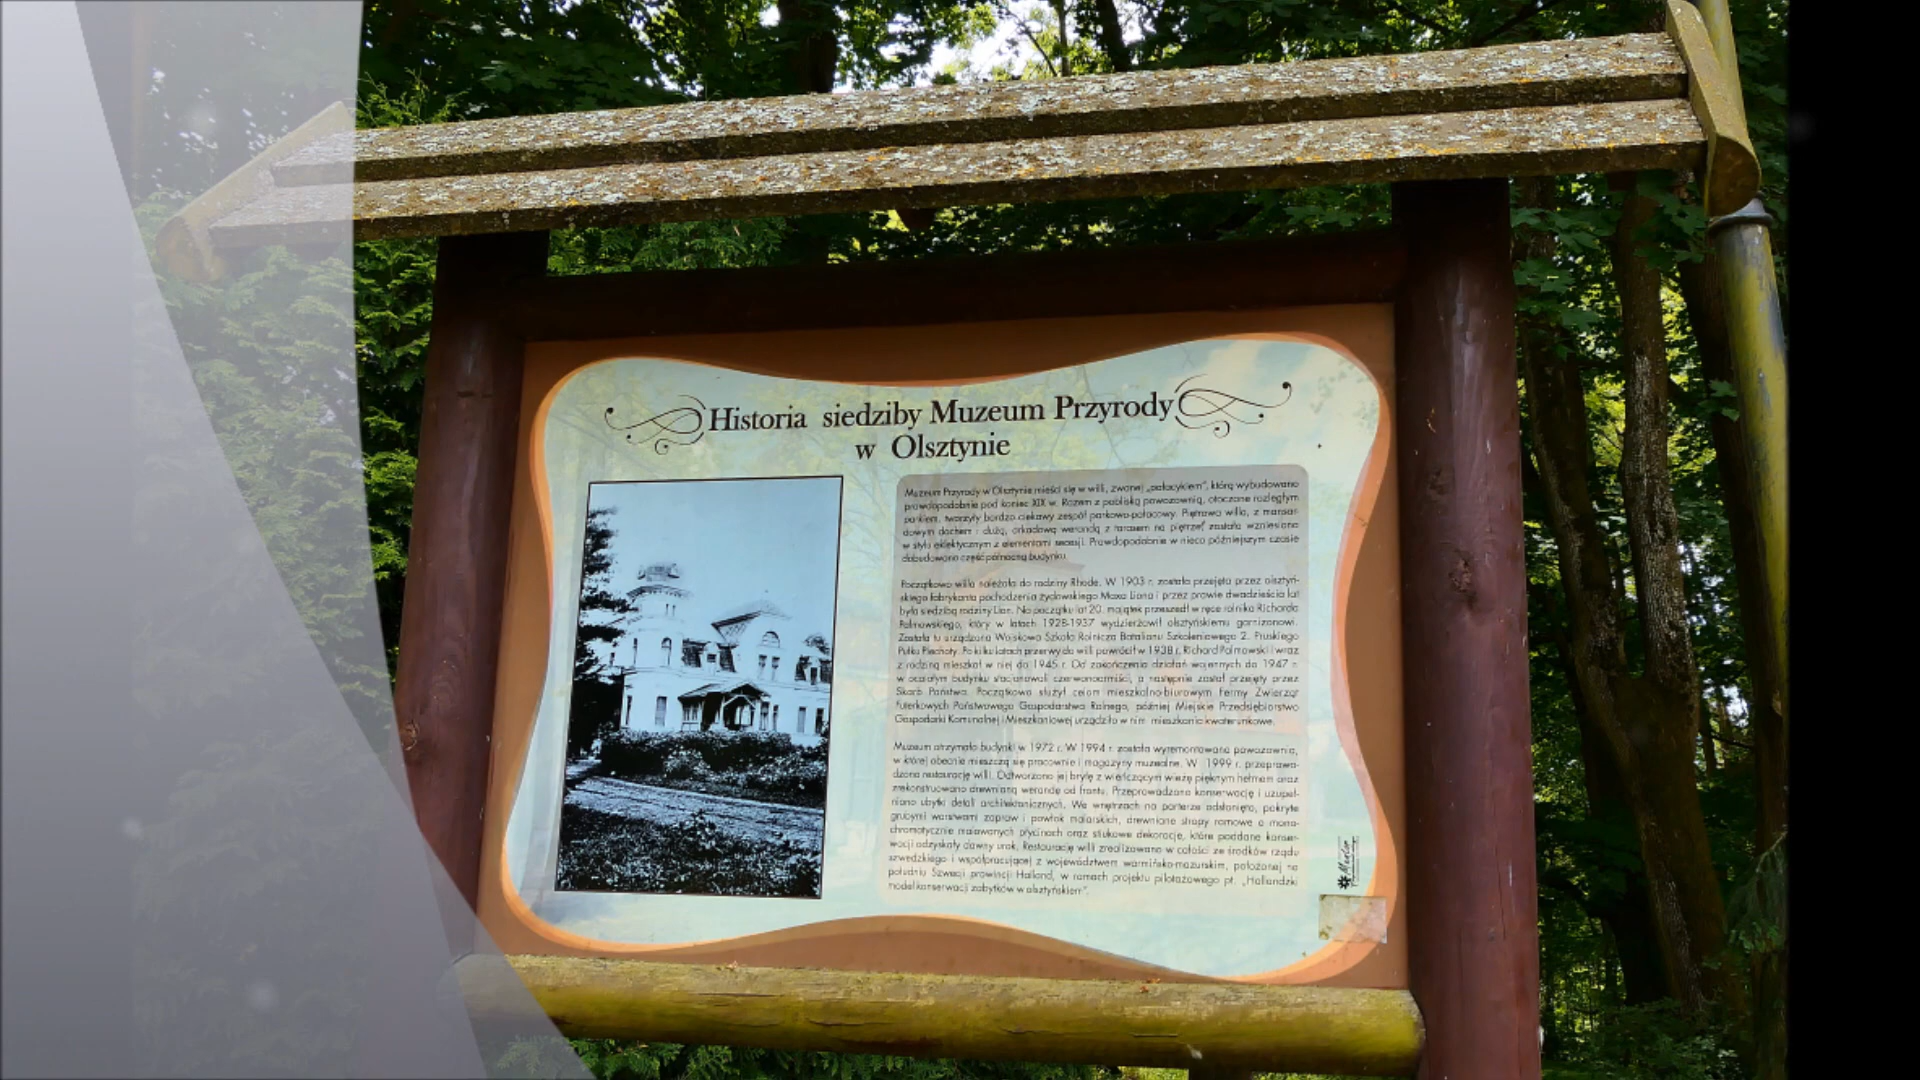 Historia siedziby Muzeum Przyrody
w Olsztynie
Muzeum Przyrody w Olsztynie mieści się w willi, zwanej „pałacykiem”, którą wybudowano
prawdopodobnie pod koniec XIX w. Razem z pobliską powozownią, otoczone rozległym
parkiem, tworzyły bardzo ciekawy zespół parkowo-pałacowy. Piętrowa willa, z mansar-
dowym dachem i dużą, arkadową werandą z tarasem na piętrze, została wzniesiona
w stylu eklektycznym z elementami secesji. Prawdopodobnie w nieco późniejszym czasie
dobudowano część północną budynku.
Początkowo willa należała do rodziny Rhode. W 1903 r. została przejęta przez olsztyń-
skiego fabrykanta pochodzenia żydowskiego Maxa Liona i przez prawie dwadzieścia lat
była siedzibą rodziny Lion. Na początku lat 20. majątek przeszedł w ręce rolnika Richarda
Palmowskiego, który w latach 1928-1937 wydzierżawił olsztyńskiemu garnizonowi.
Została tu urządzona Wojskowa Szkoła Rolnicza Batalionu Szkoleniowego 2. Pruskiego
Pułku Piechoty. Po kilku latach przerwy do willi powrócił w 1938 r. Richard Palmowski i wraz
z rodziną mieszkał w niej do 1945 r. Od zakończenia działań wojennych do 1947 r.
w ocalałym budynku stacjonowali czerwonoarmiści, a następnie został przejęty przez
Skarb Państwa. Początkowo służył celom mieszkalno-biurowym Fermy Zwierząt
Futerkowych Państwowego Gospodarstwa Rolnego, później Miejskie Przedsiębiorstwo
Gospodarki Komunalnej i Mieszkaniowej urządziło w nim mieszkania kwaterunkowe.
Muzeum otrzymało budynki w 1972 r. W 1994 r. została wyremontowana powozownia,
w której obecnie mieszczą się pracownie i magazyny muzealne. W 1999 r. przeprowa-
dzono restaurację willi. Odtworzono jej bryłę z wieńczącym wieżę pięknym hełmem oraz
zrekonstruowano drewnianą werandę od frontu. Przeprowadzono konserwację i uzupeł-
niano ubytki detali architektonicznych. We wnętrzach na parterze odsłonięto, pokryte
grubymi warstwami zapraw i powłok malarskich, drewniane stropy ramowe o mono-
chromatycznie malowanych płycinach oraz stiukowe dekoracje, które poddane konser-
wacji odzyskały dawny urok. Restaurację willi zrealizowano w całości ze środków rządu
szwedzkiego i współpracującej z województwem warmińsko-mazurskim, położonej na
południu Szwecji prowincji Halland, w ramach projektu pilotażowego pt. „Hallandzki
model konserwacji zabytków w olsztyńskiem”.